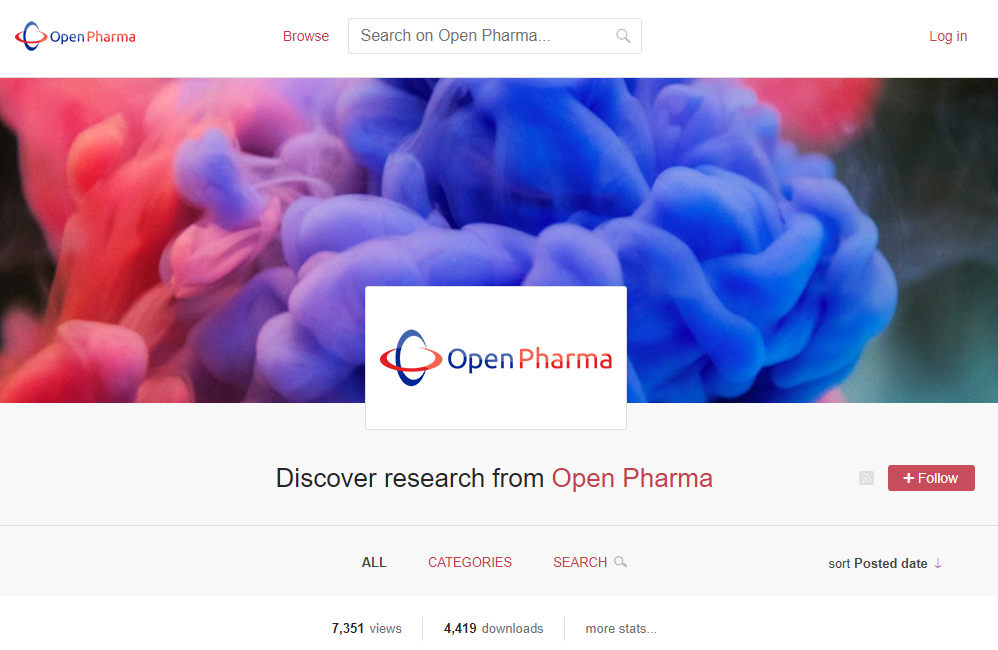 Open Pharma
Browse
Search on Open Pharma...
Log in
Open Pharma
Discover research from Open Pharma
+ Follow
ALL
CATEGORIES
SEARCH
sort Posted date ↓
7,351 views
4,419 downloads
more stats...